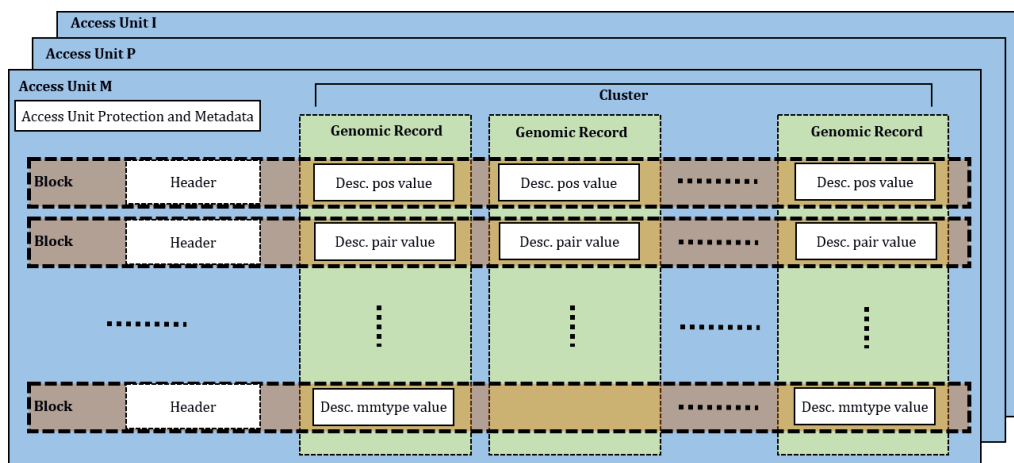 Access Unit I
Access Unit P
Access Unit M
Cluster
Access Unit Protection and Metadata
Genomic Record Genomic Record Genomic Record
Block Header Desc. pos value Desc. pos value Desc. pos value
Block Header Desc. pair value Desc. pair value Desc. pair value
Block Header Desc. mmtype value Desc. mmtype value